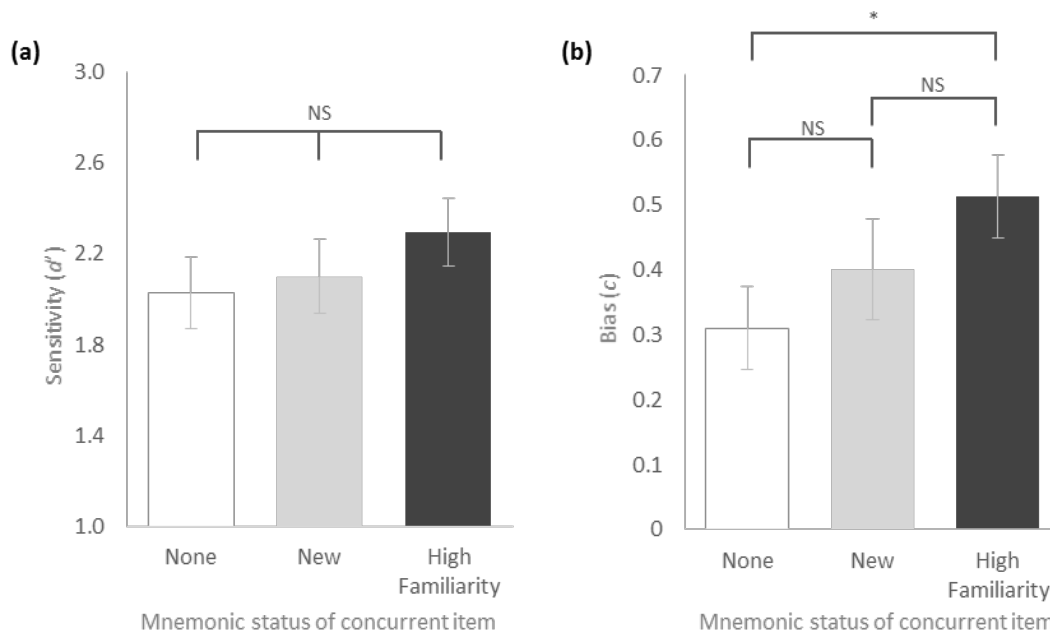 (a)
3.0
2.6
2.2
1.8
1.4
1.0
Sensitivity (d')
NS
None
New
High
Familiarity
Mnemonic status of concurrent item
(b)
0.7
0.6
0.5
0.4
0.3
0.2
0.1
0
Bias (c)
*
NS
NS
None
New
High
Familiarity
Mnemonic status of concurrent item